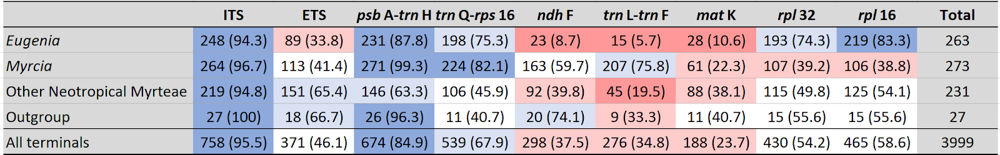 ITS ETS psb A-trn H trn Q-rps 16 ndh F trn L-trn F mat K rpl 32 rpl 16 Total
Eugenia 248 (94.3) 89 (33.8) 231 (87.8) 198 (75.3) 23 (8.7) 15 (5.7) 28 (10.6) 193 (74.3) 219 (83.3) 263
Myrcia 264 (96.7) 113 (41.4) 271 (99.3) 224 (82.1) 163 (59.7) 207 (75.8) 61 (22.3) 107 (39.2) 106 (38.8) 273
Other Neotropical Myrteae 219 (94.8) 151 (65.4) 146 (63.3) 106 (45.9) 92 (39.8) 45 (19.5) 88 (38.1) 115 (49.8) 125 (54.1) 231
Outgroup 27 (100) 18 (66.7) 26 (96.3) 11 (40.7) 20 (74.1) 9 (33.3) 11 (40.7) 15 (55.6) 15 (55.6) 27
All terminals 758 (95.5) 371 (46.1) 674 (84.9) 539 (67.9) 298 (37.5) 276 (34.8) 188 (23.7) 430 (54.2) 465 (58.6) 3999